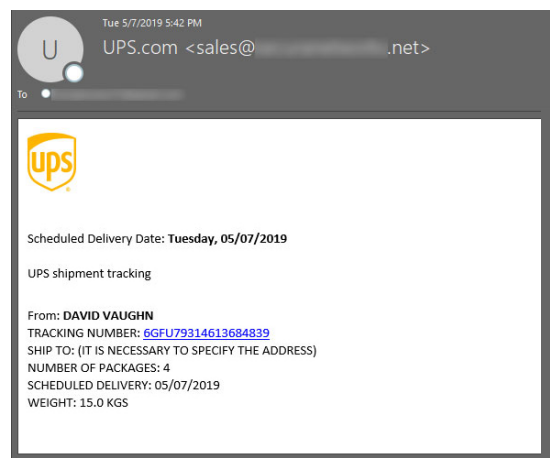 Tue 5/7/2019 5:42 PM
U
UPS.com <sales@ .net>
To
ups
Scheduled Delivery Date: Tuesday, 05/07/2019
UPS shipment tracking
From: DAVID VAUGHN
TRACKING NUMBER: 6GFU79314613684839
SHIP TO: (IT IS NECESSARY TO SPECIFY THE ADDRESS)
NUMBER OF PACKAGES: 4
SCHEDULED DELIVERY: 05/07/2019
WEIGHT: 15.0 KGS